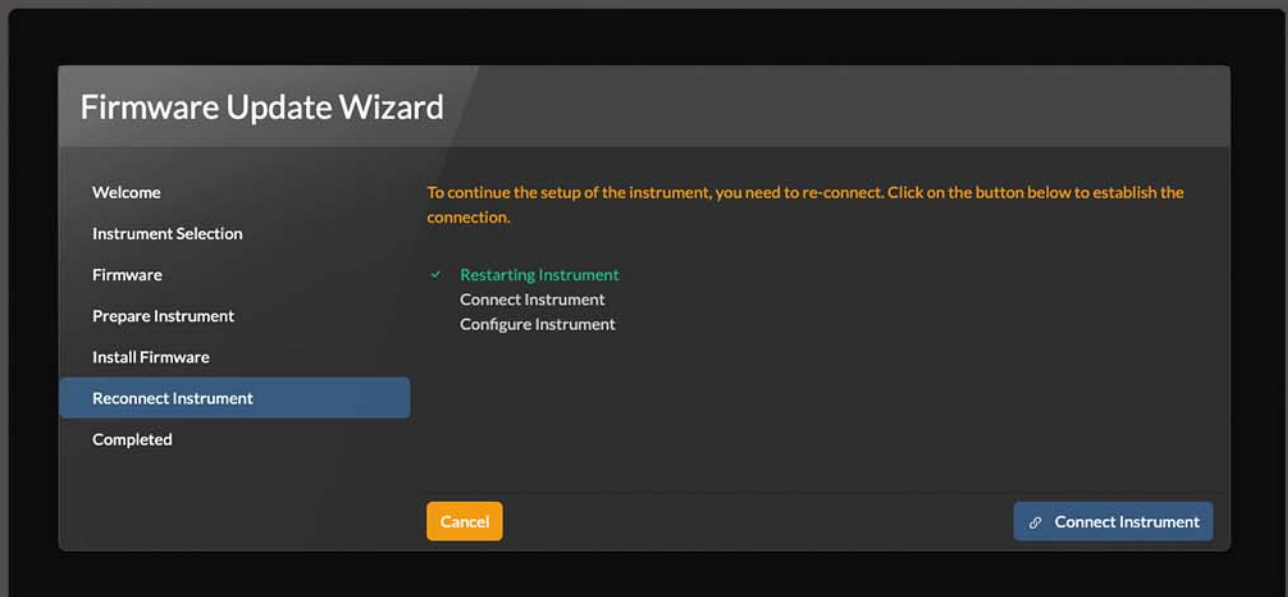 Firmware Update Wizard
Welcome
Instrument Selection
Firmware
Prepare Instrument
Install Firmware
Reconnect Instrument
Completed
To continue the setup of the instrument, you need to re-connect. Click on the button below to establish the
connection.
Restarting Instrument
Connect Instrument
Configure Instrument
Cancel
Connect Instrument